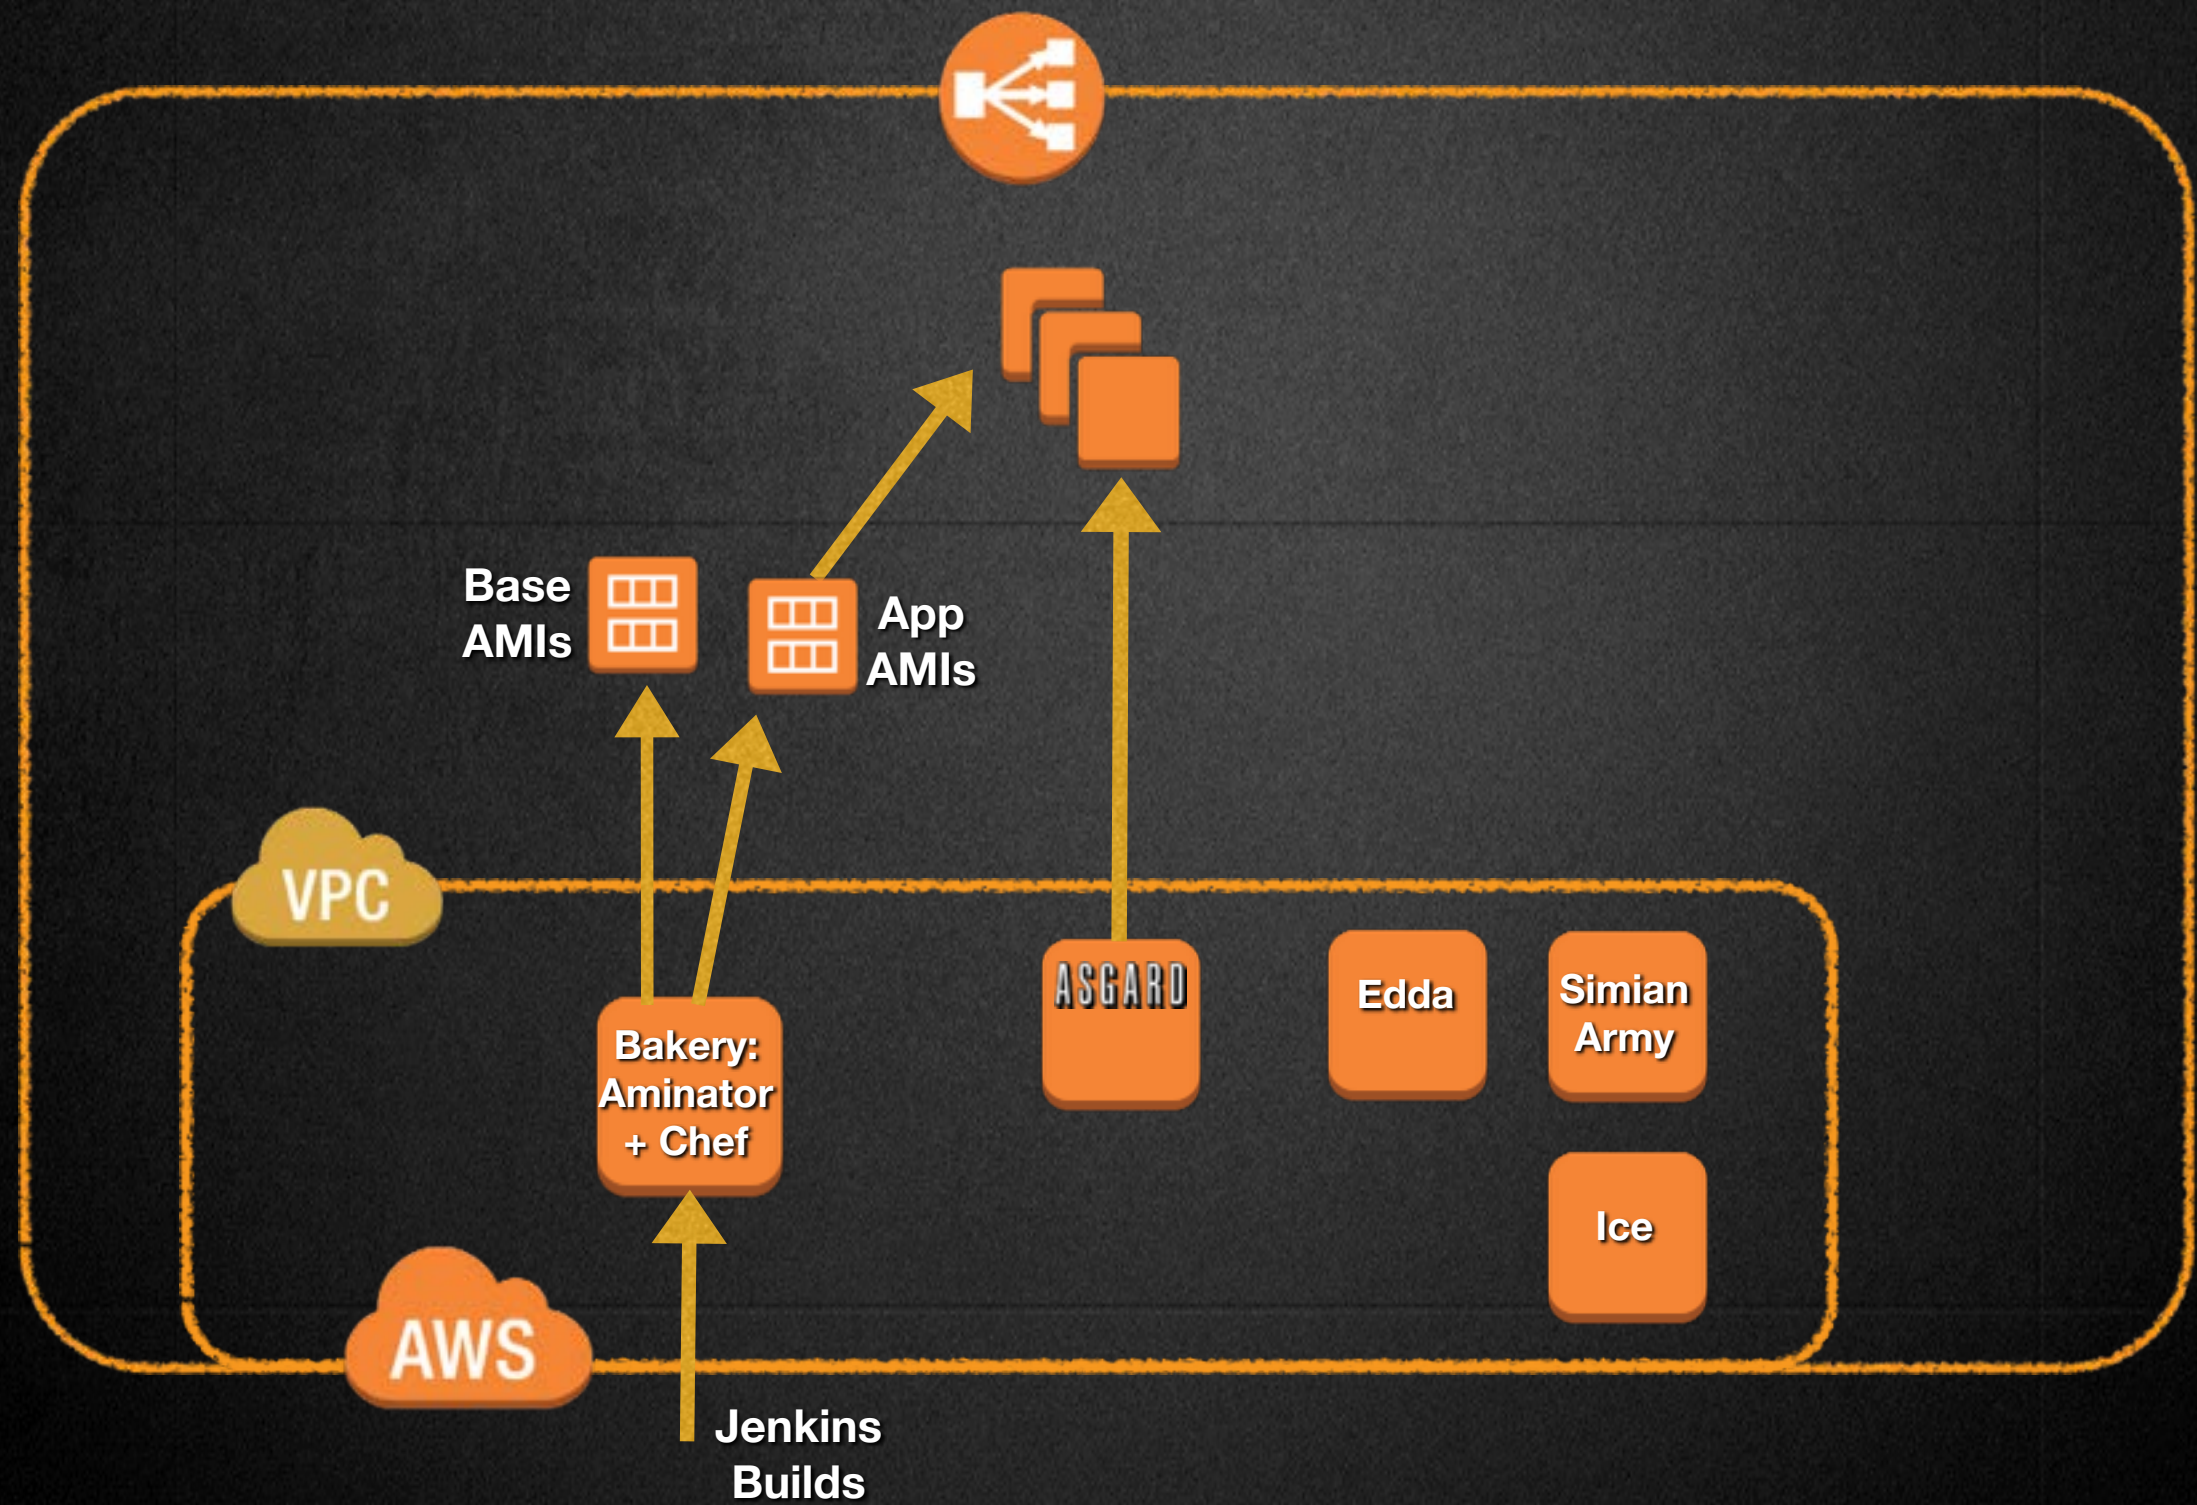 Base
AMIs
App
AMIs
VPC
ASGARD
Edda
Simian
Army
Bakery:
Aminator
+ Chef
Ice
AWS
Jenkins
Builds